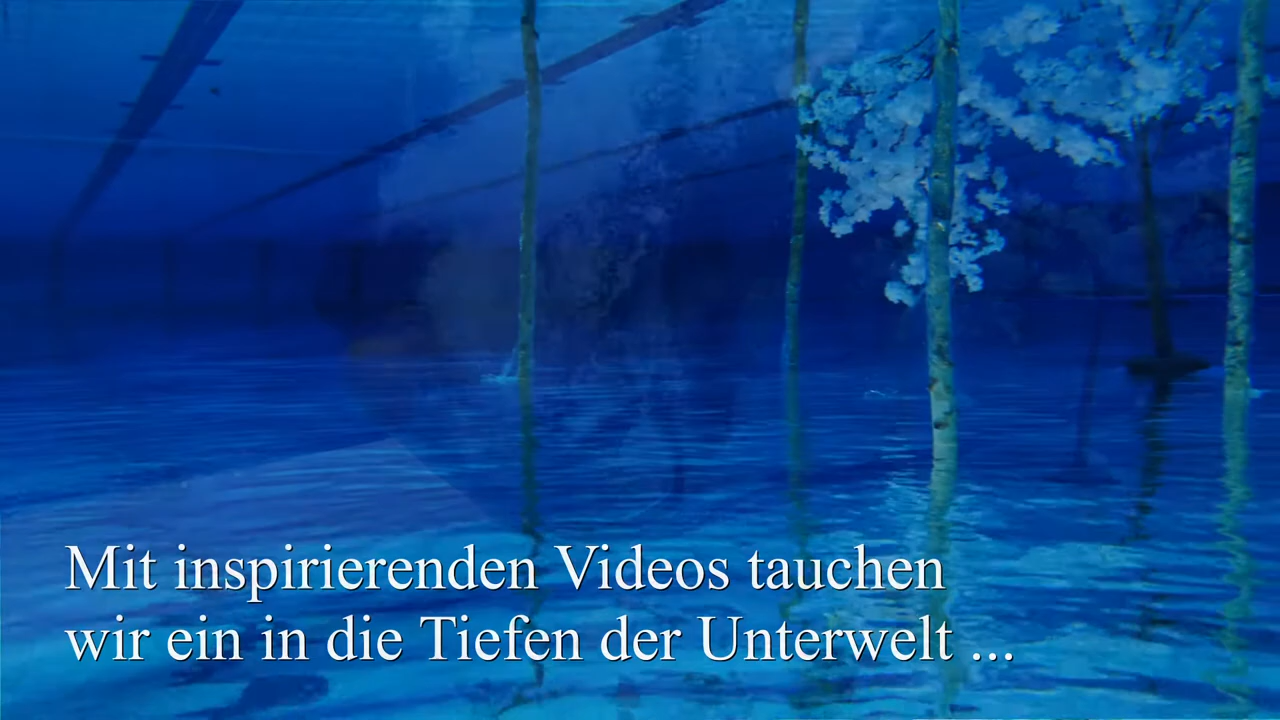 Mit inspirierenden Videos tauchen
wir ein in die Tiefen der Unterwelt ...